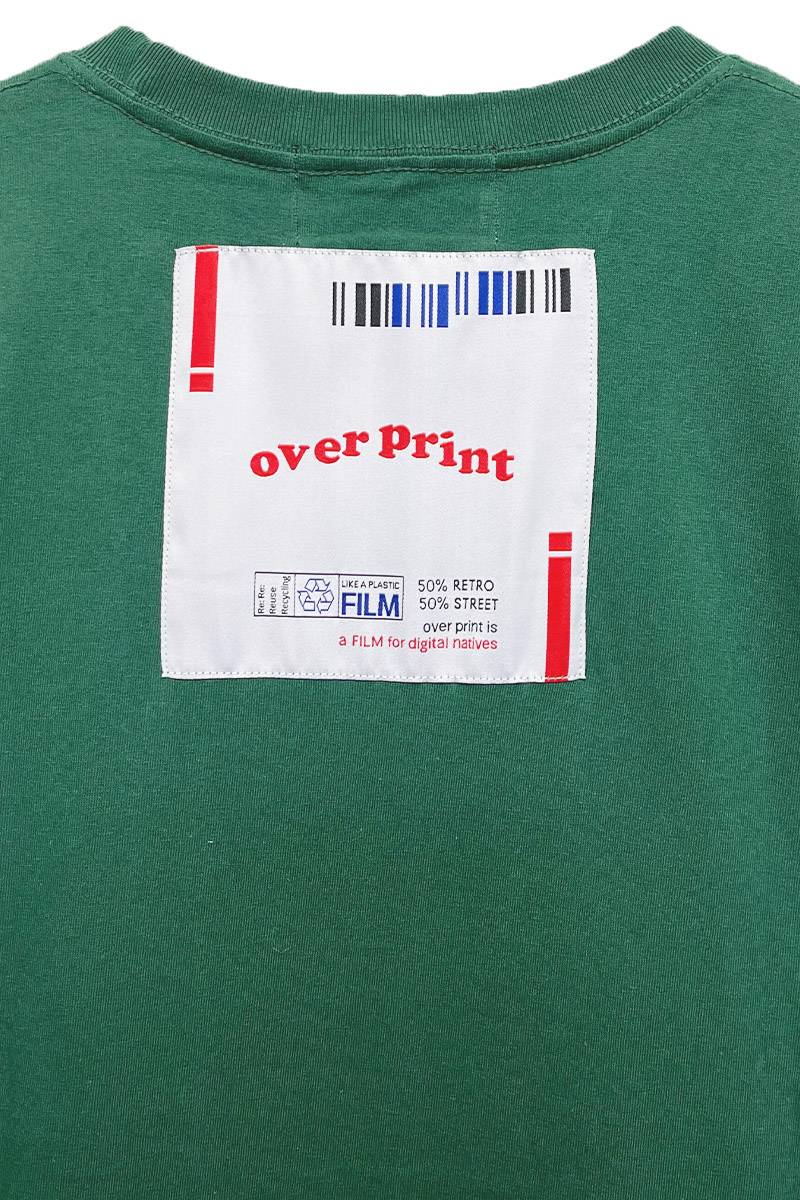 over print
Re: Re:
Reuse
Recycling
LIKE A PLASTIC
FILM
50% RETRO
50% STREET
over print is
a FILM for digital natives